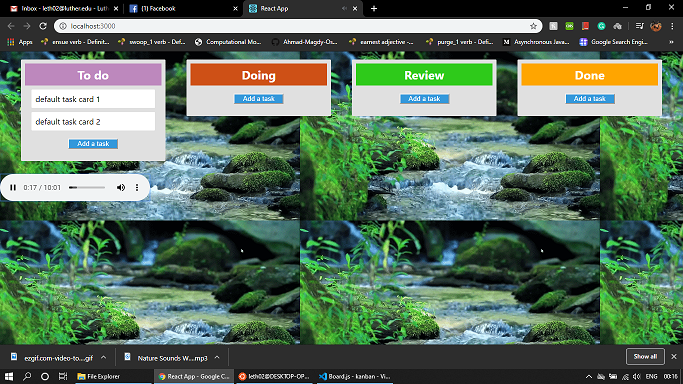 Inbox - leth02@luther.edu - Lut
(1) Facebook
React App
localhost:3000
Apps
ensue verb - Definit...
swoop_1 verb - Def...
Computational Mo...
Ahmad-Magdy-Os...
earnest adjective -...
purge_1 verb - Defi...
Asynchronous Javas...
Google Search Engi...
To do
Doing
Review
Done
default task card 1
Add a task
Add a task
Add a task
default task card 2
Add a task
0:17 / 10:01
ezgif.com-video-to....gif
Nature Sounds W....mp3
Show all
File Explorer
React App - Google C...
leth02@DESKTOP-OP...
Board.js - kanban - Vi...
ENG
00:16